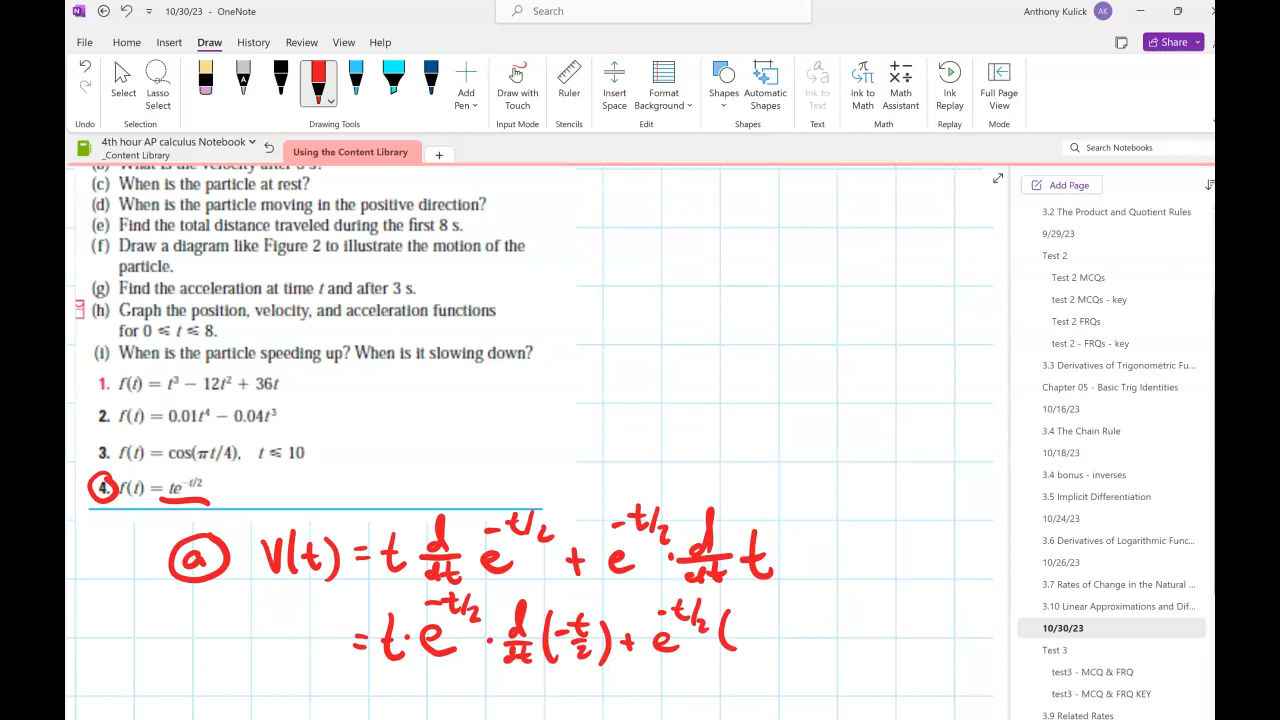 10/30/23 - OneNote
Search
Anthony Kulick AK
File Home Insert Draw History Review View Help
Share
Undo
Select
Lasso Select
Selection
Add Pen
Drawing Tools
Draw with Touch
Input Mode
Ruler
Stencils
Insert Space
Format Background
Edit
Shapes
Automatic Shapes
Shapes
Ink to Text
Text
Ink to Math
Math Assistant
Math
Ink Replay
Replay
Full Page View
Mode
4th hour AP calculus Notebook
_Content Library
Using the Content Library
Search Notebooks
(b) What is the velocity after 3 s?
(c) When is the particle at rest?
(d) When is the particle moving in the positive direction?
(e) Find the total distance traveled during the first 8 s.
(f) Draw a diagram like Figure 2 to illustrate the motion of the
particle.
(g) Find the acceleration at time t and after 3 s.
(h) Graph the position, velocity, and acceleration functions
for 0 ⩽ t ⩽ 8.
(i) When is the particle speeding up? When is it slowing down?
1. f(t) = t³ − 12t² + 36t
2. f(t) = 0.01t⁴ − 0.04t³
3. f(t) = cos(πt/4), t ⩽ 10
4. f(t) = te^(−t/2)
a V(t) = t d/dt e^(-t/2) + e^(-t/2) · d/dt t
= t · e^(-t/2) · d/dt (-t/2) + e^(-t/2) (
Add Page
3.2 The Product and Quotient Rules
9/29/23
Test 2
Test 2 MCQs
test 2 MCQs - key
Test 2 FRQs
test 2 - FRQs - key
3.3 Derivatives of Trigonometric Fu...
Chapter 05 - Basic Trig Identities
10/16/23
3.4 The Chain Rule
10/18/23
3.4 bonus - inverses
3.5 Implicit Differentiation
10/24/23
3.6 Derivatives of Logarithmic Func...
10/26/23
3.7 Rates of Change in the Natural ...
3.10 Linear Approximations and Dif...
10/30/23
Test 3
test3 - MCQ & FRQ
test3 - MCQ & FRQ KEY
3.9 Related Rates